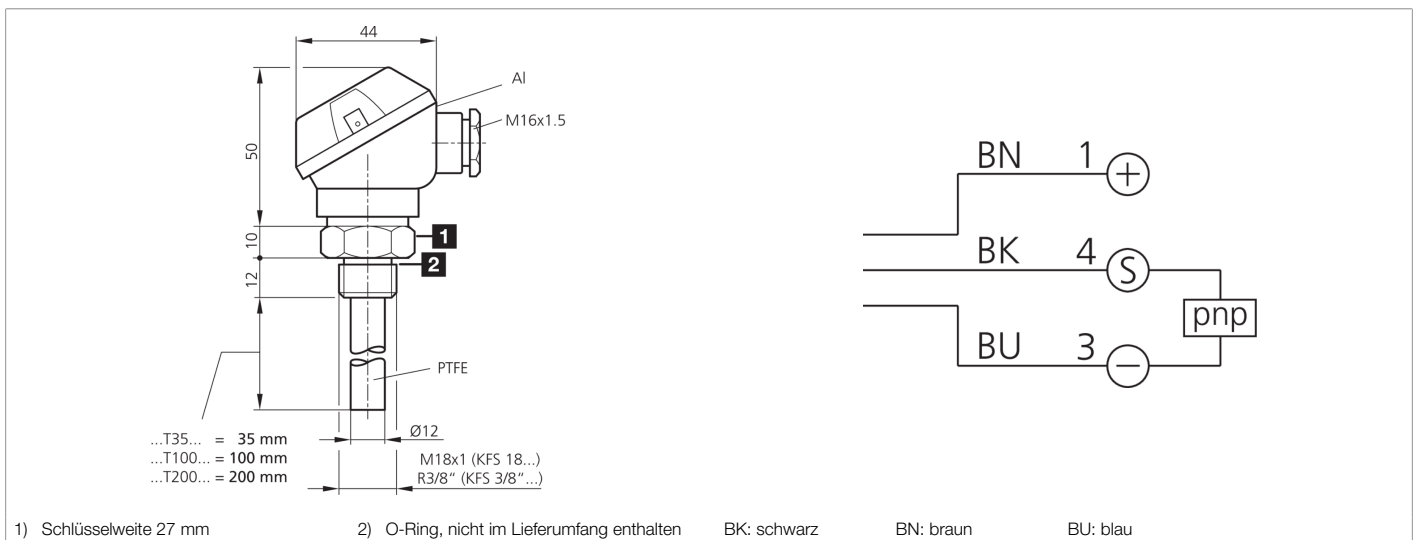 44
Al
M16x1.5
50
10
1
2
12
PTFE
...T35... = 35 mm
...T100... = 100 mm
...T200... = 200 mm
Ø12
M18x1 (KFS 18...)
R3/8“ (KFS 3/8“...)
BN 1 +
BK 4 S
pnp
BU 3 −
1) Schlüsselweite 27 mm 2) O-Ring, nicht im Lieferumfang enthalten BK: schwarz BN: braun BU: blau